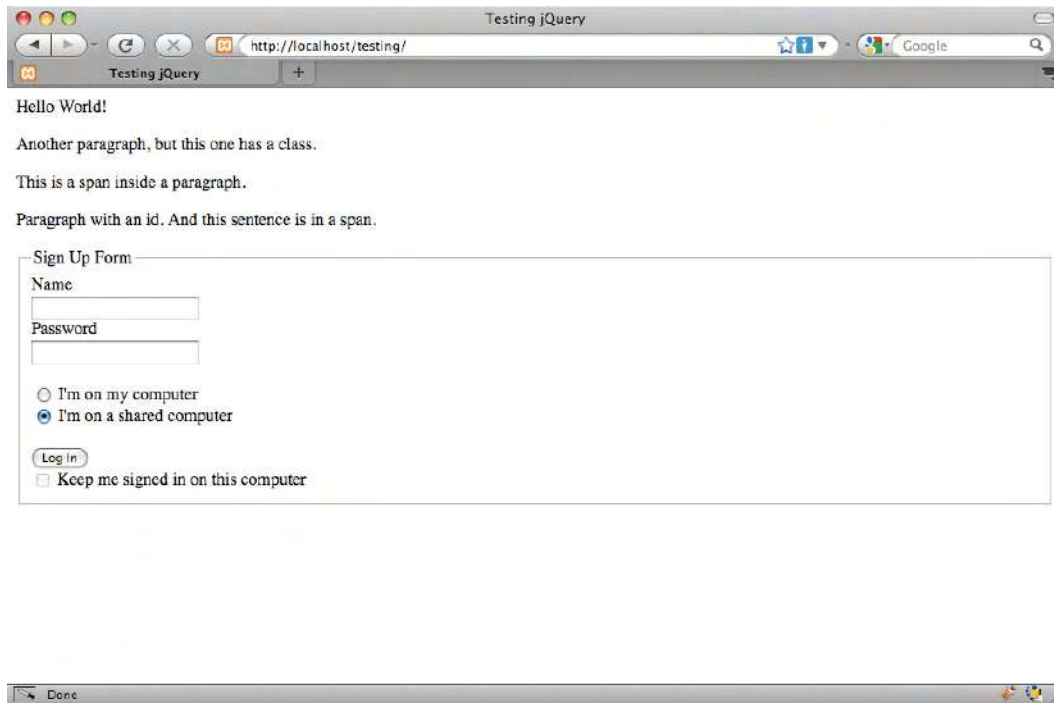 Testing jQuery
http://localhost/testing/
Google
Testing jQuery
+
Hello World!
Another paragraph, but this one has a class.
This is a span inside a paragraph.
Paragraph with an id. And this sentence is in a span.
Sign Up Form
Name
Password
I'm on my computer
I'm on a shared computer
Log In
Keep me signed in on this computer
Done